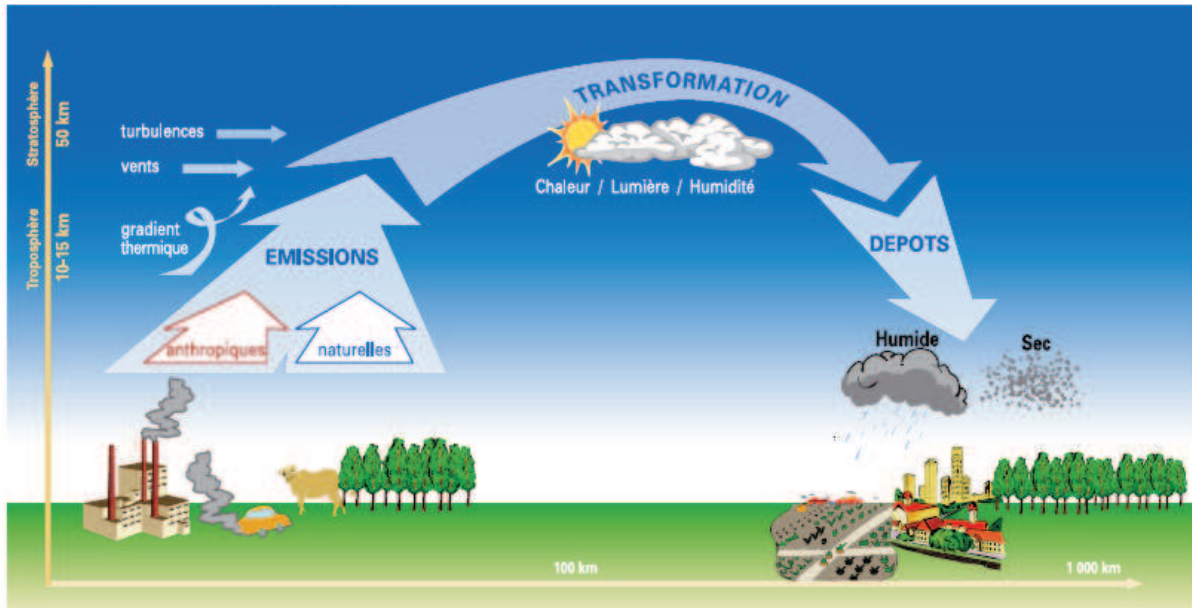 TRANSFORMATION
Stratosphère
50 km
turbulences
vents
Chaleur / Lumière / Humidité
gradient
thermique
Troposphère
10-15 km
EMISSIONS
DEPOTS
anthropiques
naturelles
Humide
Sec
100 km
1 000 km